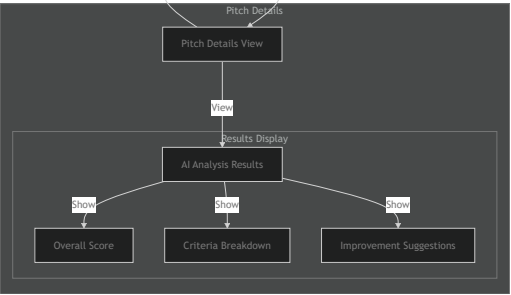 Pitch Details
Pitch Details View
View
Results Display
AI Analysis Results
Show
Show
Show
Overall Score
Criteria Breakdown
Improvement Suggestions